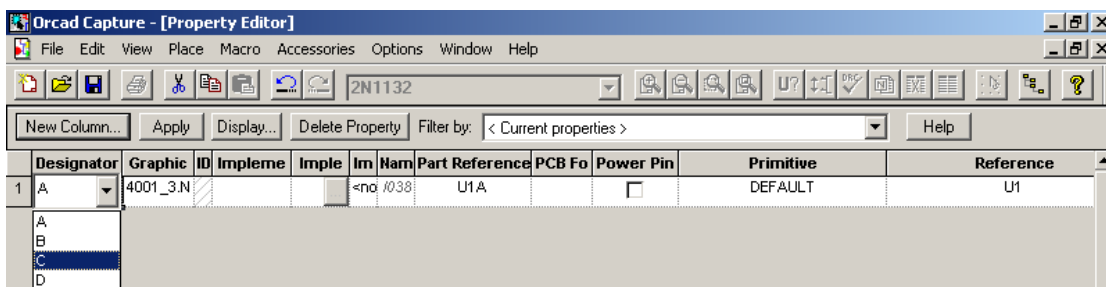 Orcad Capture - [Property Editor]
File Edit View Place Macro Accessories Options Window Help
2N1132 U? DRC
New Column... Apply Display... Delete Property Filter by: < Current properties > Help
Designator Graphic ID Impleme Imple Im Nam Part Reference PCB Fo Power Pin Primitive Reference
1 A 4001_3.N <no /038 U1A DEFAULT U1
A
B
C
D